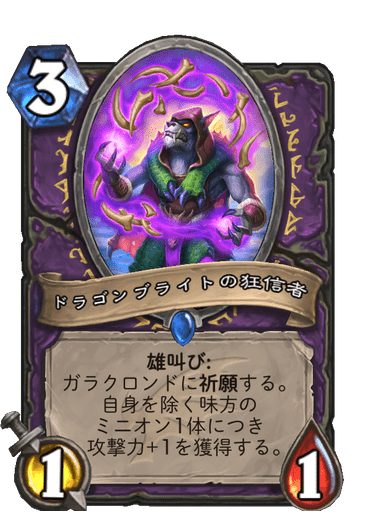 3
ドラゴンブライトの狂信者
雄叫び:
ガラクロンドに祈願する。
自身を除く味方の
ミニオン1体につき
攻撃力+1を獲得する。
1
1